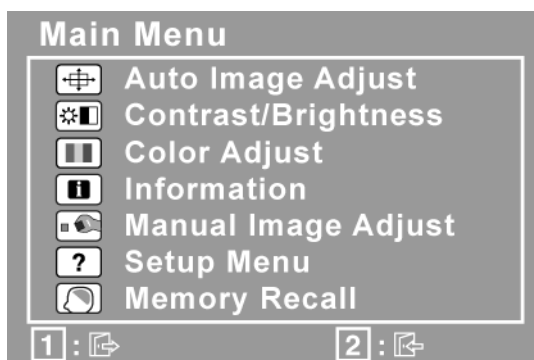 Main Menu
Auto Image Adjust
Contrast/Brightness
Color Adjust
i Information
Manual Image Adjust
? Setup Menu
Memory Recall
1 : 2 :